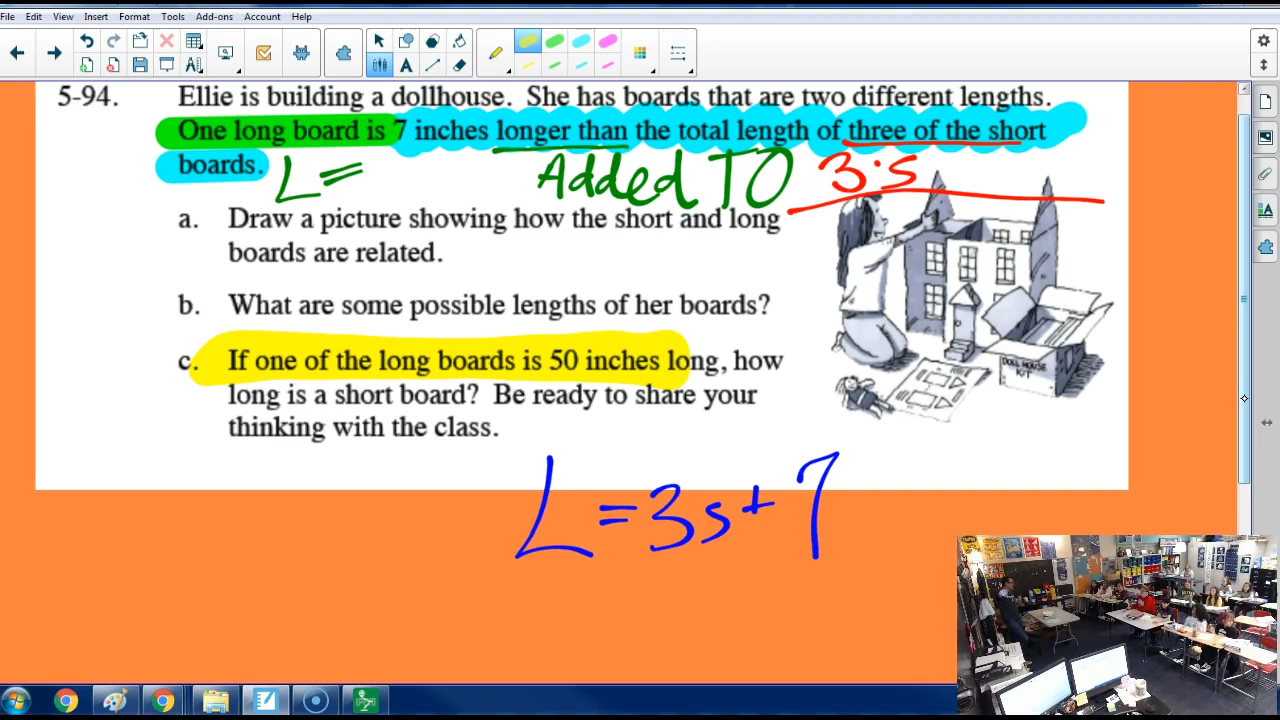 File Edit View Insert Format Tools Add-ons Account Help
5-94. Ellie is building a dollhouse. She has boards that are two different lengths.
One long board is 7 inches longer than the total length of three of the short
boards. L = Added TO 3·s
a. Draw a picture showing how the short and long
boards are related.
b. What are some possible lengths of her boards?
c. If one of the long boards is 50 inches long, how
long is a short board? Be ready to share your
thinking with the class.
DOLL HOUSE
KIT
L = 3s + 7